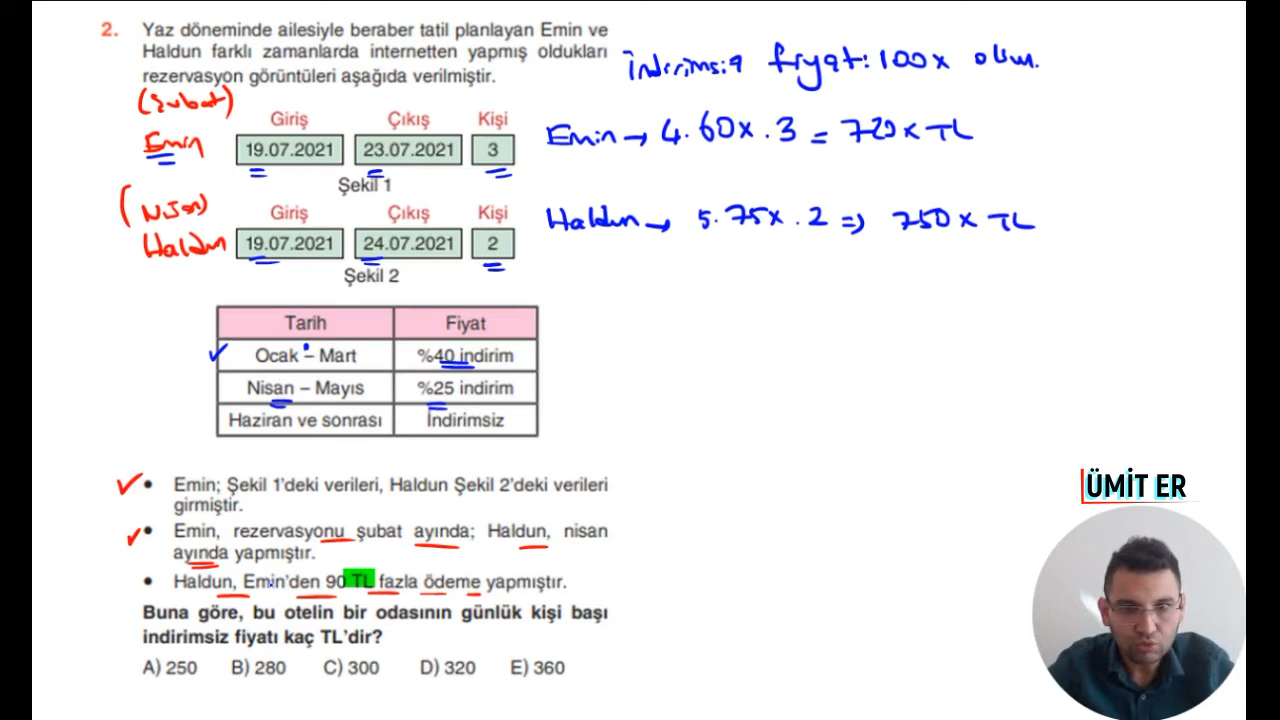 2. Yaz döneminde ailesiyle beraber tatil planlayan Emin ve
Haldun farklı zamanlarda internetten yapmış oldukları
rezervasyon görüntüleri aşağıda verilmiştir.
(Şubat)
Emin
Giriş Çıkış Kişi
19.07.2021 23.07.2021 3
Şekil 1
(Nisan)
Haldun
Giriş Çıkış Kişi
19.07.2021 24.07.2021 2
Şekil 2
Tarih Fiyat
Ocak – Mart %40 indirim
Nisan – Mayıs %25 indirim
Haziran ve sonrası İndirimsiz
• Emin; Şekil 1'deki verileri, Haldun Şekil 2'deki verileri
girmiştir.
• Emin, rezervasyonu şubat ayında; Haldun, nisan
ayında yapmıştır.
• Haldun, Emin'den 90 TL fazla ödeme yapmıştır.
Buna göre, bu otelin bir odasının günlük kişi başı
indirimsiz fiyatı kaç TL'dir?
A) 250 B) 280 C) 300 D) 320 E) 360
İndirimsiz fiyat: 100x olsun.
Emin → 4.60x.3 = 720x TL
Haldun → 5.75x.2 ⇒ 750x TL
ÜMİT ER